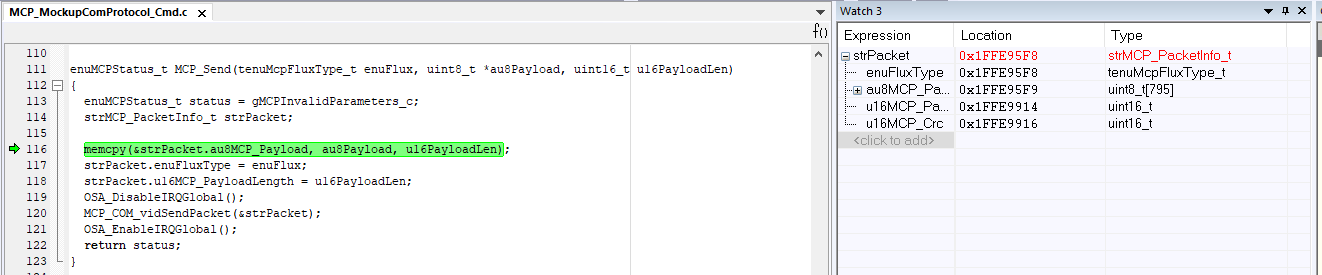 MCP_MockupComProtocol_Cmd.c
f()
110
111 enuMCPStatus_t MCP_Send(tenuMcpFluxType_t enuFlux, uint8_t *au8Payload, uint16_t u16PayloadLen)
112 {
113 enuMCPStatus_t status = gMCPInvalidParameters_c;
114 strMCP_PacketInfo_t strPacket;
115
116 memcpy(&strPacket.au8MCP_Payload, au8Payload, u16PayloadLen);
117 strPacket.enuFluxType = enuFlux;
118 strPacket.u16MCP_PayloadLength = u16PayloadLen;
119 OSA_DisableIRQGlobal();
120 MCP_COM_vidSendPacket(&strPacket);
121 OSA_EnableIRQGlobal();
122 return status;
123 }
Watch 3
Expression Location Type
strPacket 0x1FFE95F8 strMCP_PacketInfo_t
enuFluxType 0x1FFE95F8 tenuMcpFluxType_t
au8MCP_Pa... 0x1FFE95F9 uint8_t[795]
u16MCP_Pa... 0x1FFE9914 uint16_t
u16MCP_Crc 0x1FFE9916 uint16_t
<click to add>